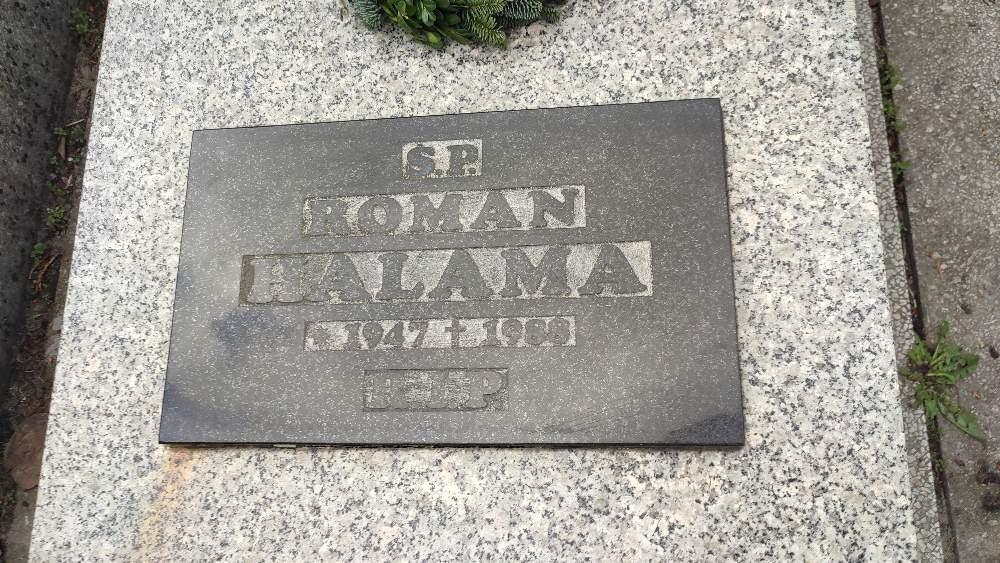 Ś.P.
ROMAN
HALAMA
* 1947 † 1988
R.I.P